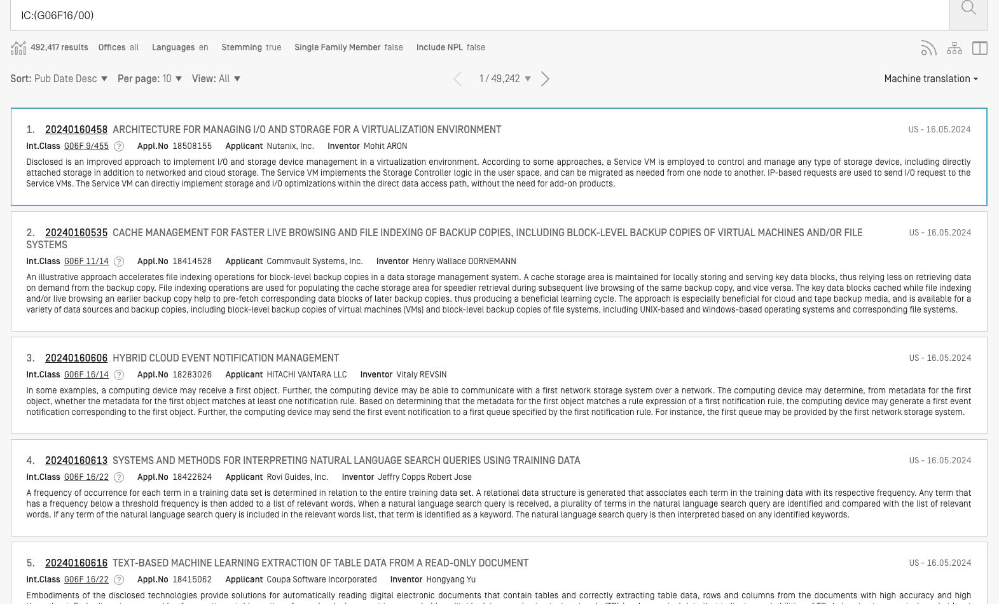 IC:(G06F16/00)
492,417 results Offices all Languages en Stemming true Single Family Member false Include NPL false
Sort: Pub Date Desc ▼ Per page: 10 ▼ View: All ▼ 1 / 49,242 ▼ Machine translation
1. 20240160458 ARCHITECTURE FOR MANAGING I/O AND STORAGE FOR A VIRTUALIZATION ENVIRONMENT US - 16.05.2024
Int.Class G06F 9/455 ? Appl.No 18508155 Applicant Nutanix, Inc. Inventor Mohit ARON
Disclosed is an improved approach to implement I/O and storage device management in a virtualization environment. According to some approaches, a Service VM is employed to control and manage any type of storage device, including directly
attached storage in addition to networked and cloud storage. The Service VM implements the Storage Controller logic in the user space, and can be migrated as needed from one node to another. IP-based requests are used to send I/O request to the
Service VMs. The Service VM can directly implement storage and I/O optimizations within the direct data access path, without the need for add-on products.
2. 20240160535 CACHE MANAGEMENT FOR FASTER LIVE BROWSING AND FILE INDEXING OF BACKUP COPIES, INCLUDING BLOCK-LEVEL BACKUP COPIES OF VIRTUAL MACHINES AND/OR FILE US - 16.05.2024
SYSTEMS
Int.Class G06F 11/14 ? Appl.No 18414528 Applicant Commvault Systems, Inc. Inventor Henry Wallace DORNEMANN
An illustrative approach accelerates file indexing operations for block-level backup copies in a data storage management system. A cache storage area is maintained for locally storing and serving key data blocks, thus relying less on retrieving data
on demand from the backup copy. File indexing operations are used for populating the cache storage area for speedier retrieval during subsequent live browsing of the same backup copy, and vice versa. The key data blocks cached while file indexing
and/or live browsing an earlier backup copy help to pre-fetch corresponding data blocks of later backup copies, thus producing a beneficial learning cycle. The approach is especially beneficial for cloud and tape backup media, and is available for a
variety of data sources and backup copies, including block-level backup copies of virtual machines (VMs) and block-level backup copies of file systems, including UNIX-based and Windows-based operating systems and corresponding file systems.
3. 20240160606 HYBRID CLOUD EVENT NOTIFICATION MANAGEMENT US - 16.05.2024
Int.Class G06F 16/14 ? Appl.No 18283026 Applicant HITACHI VANTARA LLC Inventor Vitaly REVSIN
In some examples, a computing device may receive a first object. Further, the computing device may be able to communicate with a first network storage system over a network. The computing device may determine, from metadata for the first
object, whether the metadata for the first object matches at least one notification rule. Based on determining that the metadata for the first object matches a rule expression of a first notification rule, the computing device may generate a first event
notification corresponding to the first object. Further, the computing device may send the first event notification to a first queue specified by the first notification rule. For instance, the first queue may be provided by the first network storage system.
4. 20240160613 SYSTEMS AND METHODS FOR INTERPRETING NATURAL LANGUAGE SEARCH QUERIES USING TRAINING DATA US - 16.05.2024
Int.Class G06F 16/22 ? Appl.No 18422624 Applicant Rovi Guides, Inc. Inventor Jeffry Copps Robert Jose
A frequency of occurrence for each term in a training data set is determined in relation to the entire training data set. A relational data structure is generated that associates each term in the training data with its respective frequency. Any term that
has a frequency below a threshold frequency is then added to a list of relevant words. When a natural language search query is received, a plurality of terms in the natural language search query are identified and compared with the list of relevant
words. If any term of the natural language search query is included in the relevant words list, that term is identified as a keyword. The natural language search query is then interpreted based on any identified keywords.
5. 20240160616 TEXT-BASED MACHINE LEARNING EXTRACTION OF TABLE DATA FROM A READ-ONLY DOCUMENT US - 16.05.2024
Int.Class G06F 16/22 ? Appl.No 18415062 Applicant Coupa Software Incorporated Inventor Hongyang Yu
Embodiments of the disclosed technologies provide solutions for automatically reading digital electronic documents that contain tables and correctly extracting table data, rows and columns from the documents with high accuracy and high